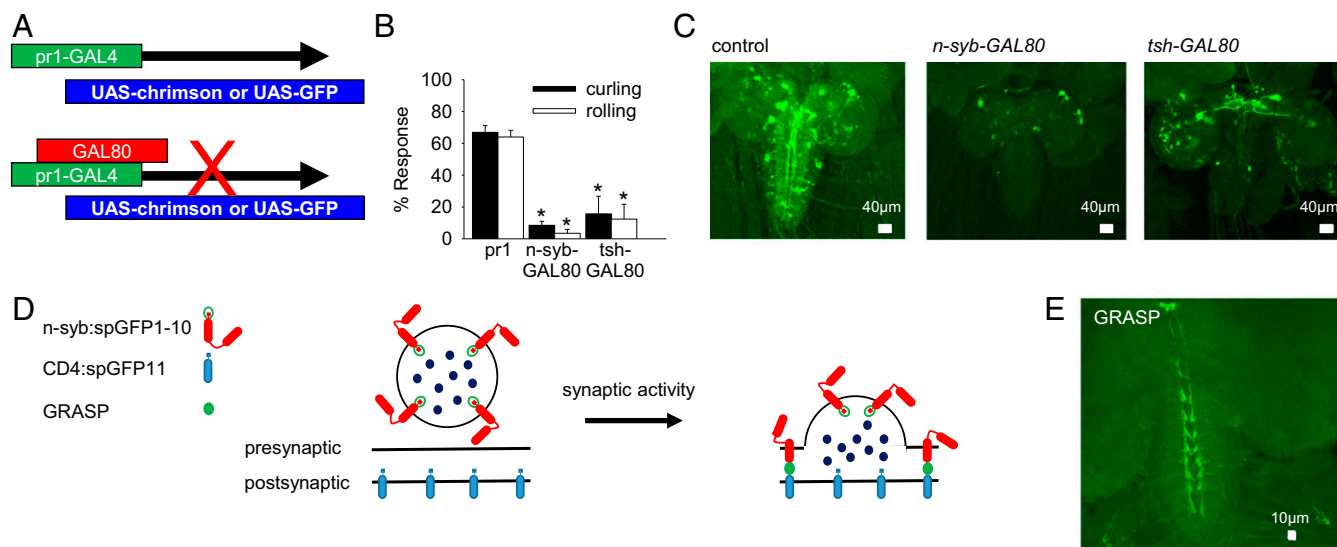 A
pr1-GAL4
UAS-chrimson or UAS-GFP
GAL80
pr1-GAL4
UAS-chrimson or UAS-GFP
B
% Response
100
80
60
40
20
0
curling
rolling
*
*
*
*
pr1
n-syb-GAL80
tsh-GAL80
C
control
n-syb-GAL80
tsh-GAL80
40µm
40µm
40µm
D
n-syb:spGFP1-10
CD4:spGFP11
GRASP
presynaptic
postsynaptic
synaptic activity
E
GRASP
10µm